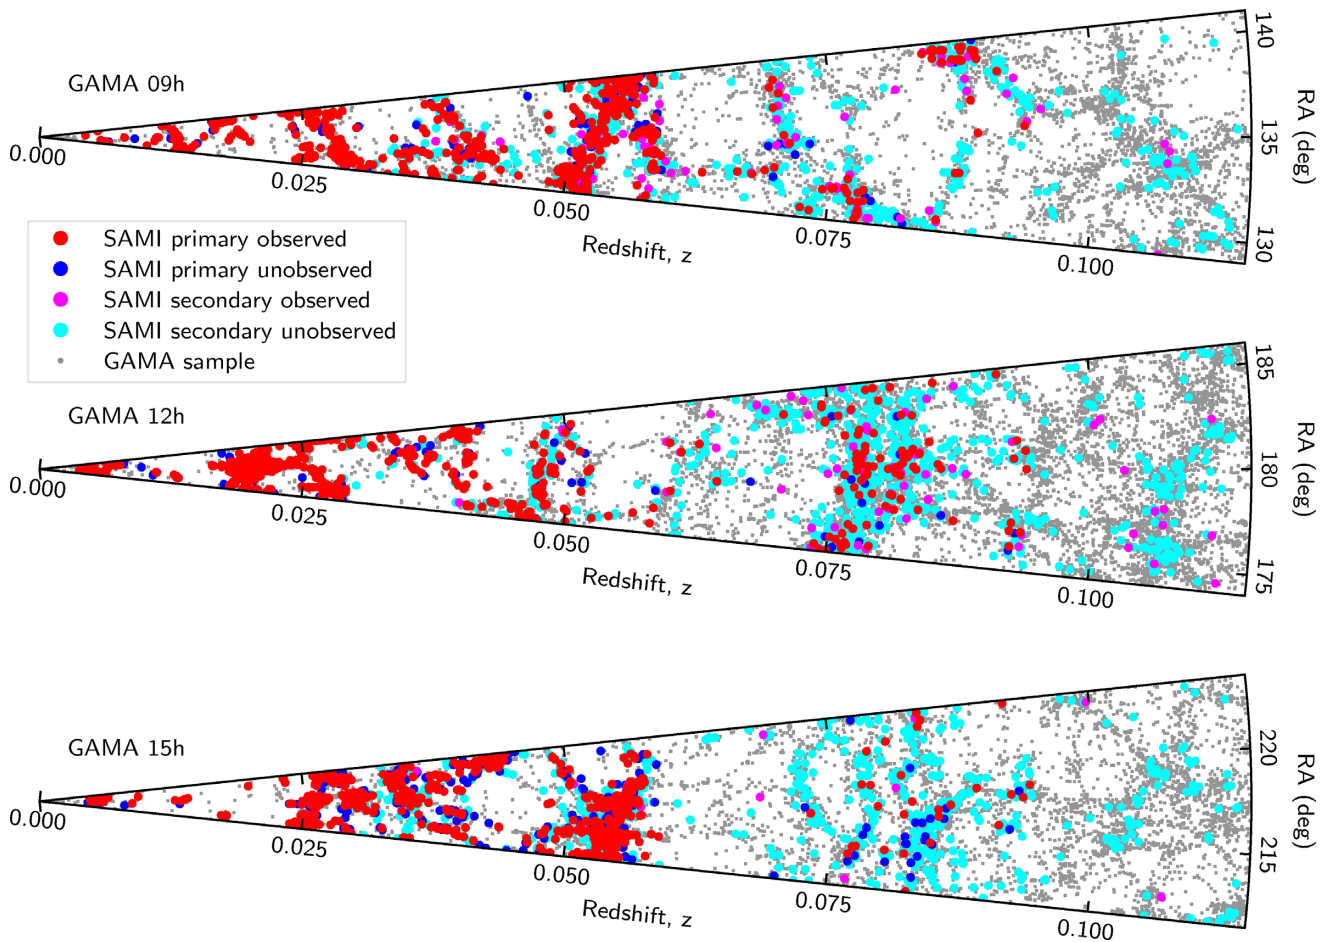 GAMA 09h
0.000
0.025
0.050
0.075
0.100
Redshift, z
140
135
130
RA (deg)
SAMI primary observed
SAMI primary unobserved
SAMI secondary observed
SAMI secondary unobserved
GAMA sample
GAMA 12h
0.000
0.025
0.050
0.075
0.100
Redshift, z
185
180
175
RA (deg)
GAMA 15h
0.000
0.025
0.050
0.075
0.100
Redshift, z
220
215
RA (deg)